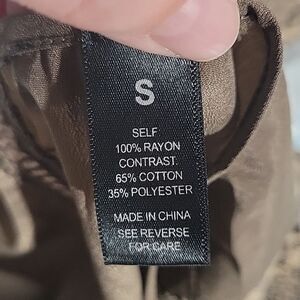 S
SELF
100% RAYON
CONTRAST.
65% COTTON
35% POLYESTER
MADE IN CHINA
SEE REVERSE
FOR CARE